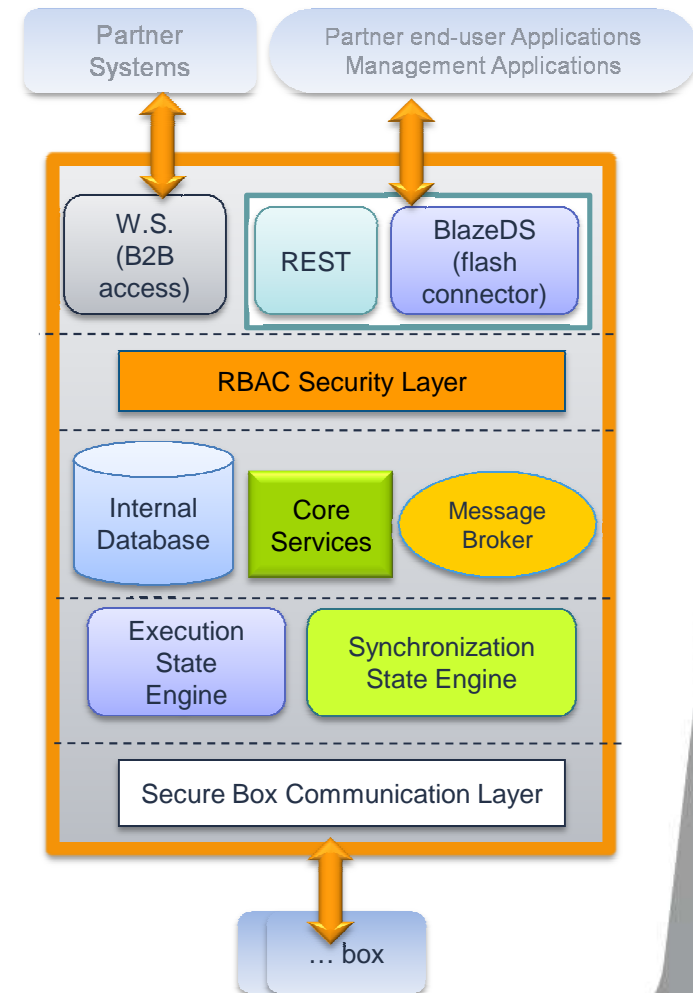 Partner
Systems
Partner end-user Applications
Management Applications
W.S.
(B2B
access)
REST
BlazeDS
(flash
connector)
RBAC Security Layer
Internal
Database
Core
Services
Message
Broker
Execution
State
Engine
Synchronization
State Engine
Secure Box Communication Layer
... box